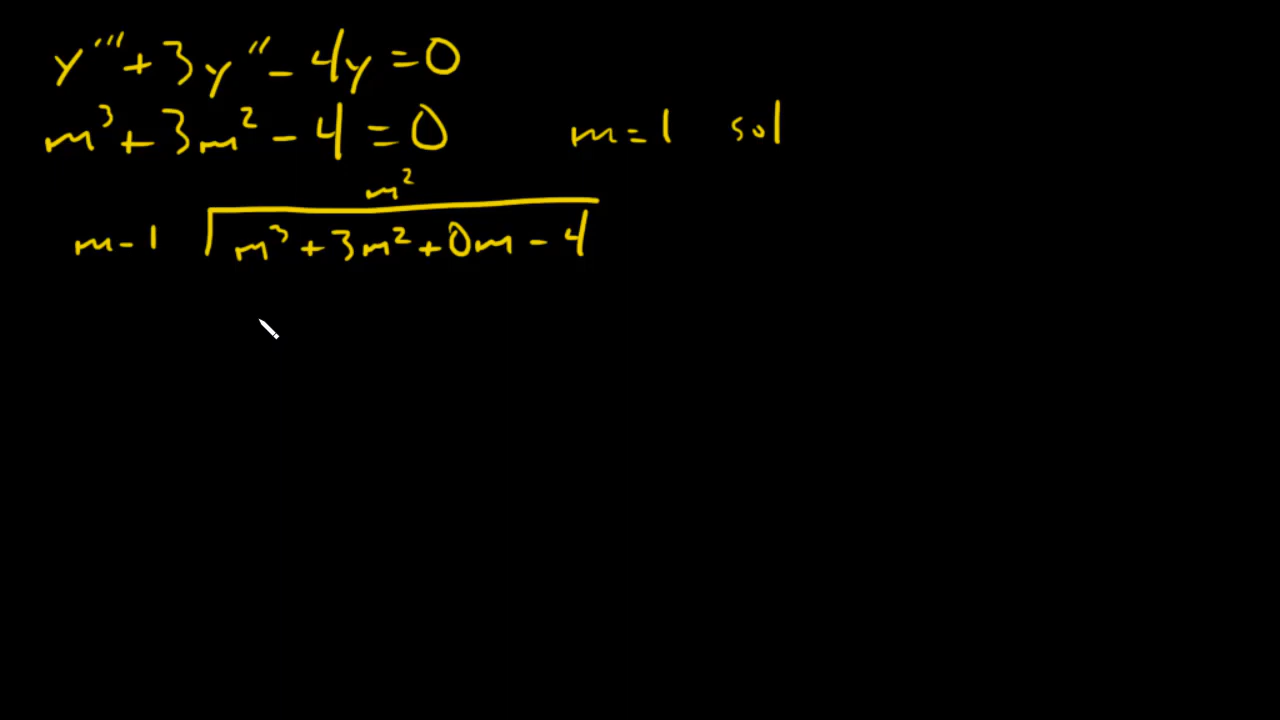 y''' + 3y'' - 4y = 0
m³ + 3m² - 4 = 0 m = 1 sol
m²
m - 1 m³ + 3m² + 0m - 4